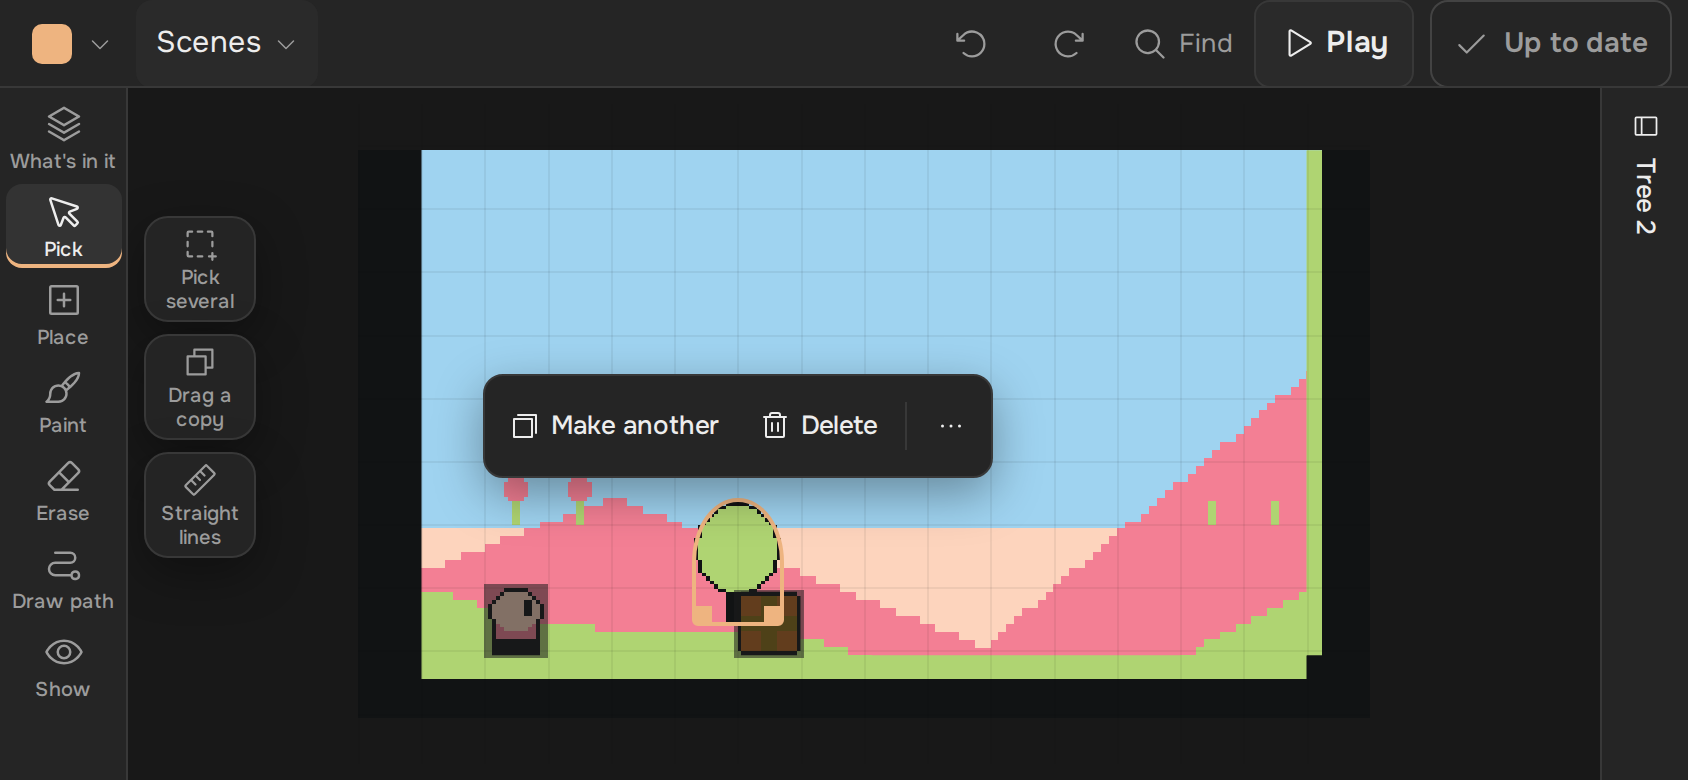 Scenes
Find
Play
Up to date
What's in it
Pick
Place
Paint
Erase
Draw path
Show
Pick
several
Drag a
copy
Straight
lines
Make another
Delete
Tree 2